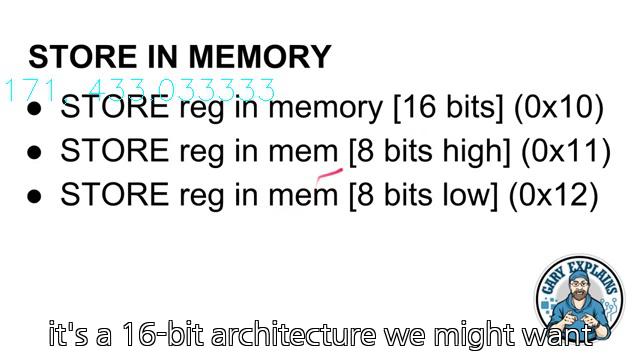 STORE IN MEMORY
171, 433.033333
● STORE reg in memory [16 bits] (0x10)
● STORE reg in mem [8 bits high] (0x11)
● STORE reg in mem [8 bits low] (0x12)
GARY EXPLAINS
it's a 16-bit architecture we might want